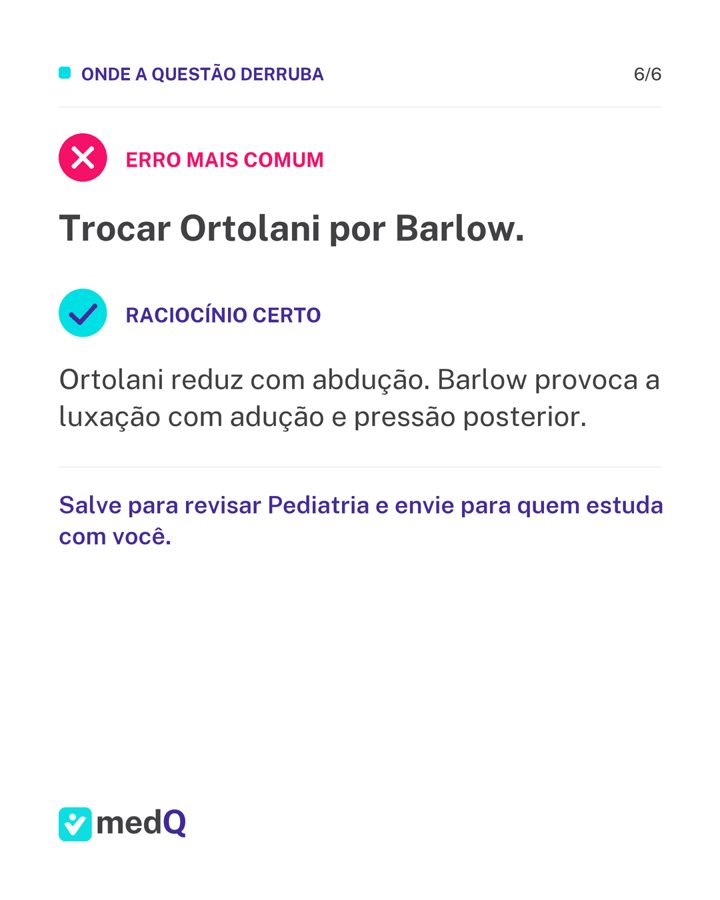 ONDE A QUESTÃO DERRUBA
6/6
ERRO MAIS COMUM
Trocar Ortolani por Barlow.
RACIOCÍNIO CERTO
Ortolani reduz com abdução. Barlow provoca a
luxação com adução e pressão posterior.
Salve para revisar Pediatria e envie para quem estuda
com você.
medQ